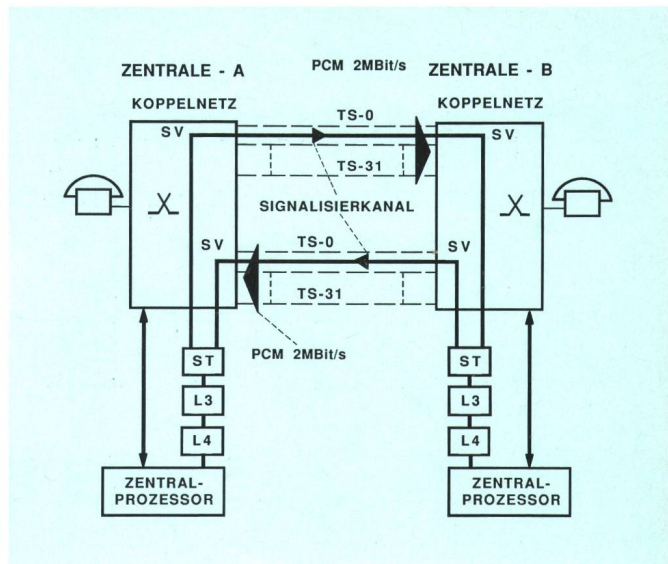 PCM 2MBit/s
ZENTRALE - A
ZENTRALE - B
KOPPELNETZ
KOPPELNETZ
TS-0
SV
SV
TS-31
SIGNALISIERKANAL
SV
TS-0
SV
TS-31
PCM 2MBit/s
ST
ST
L3
L3
L4
L4
ZENTRAL-
PROZESSOR
ZENTRAL-
PROZESSOR